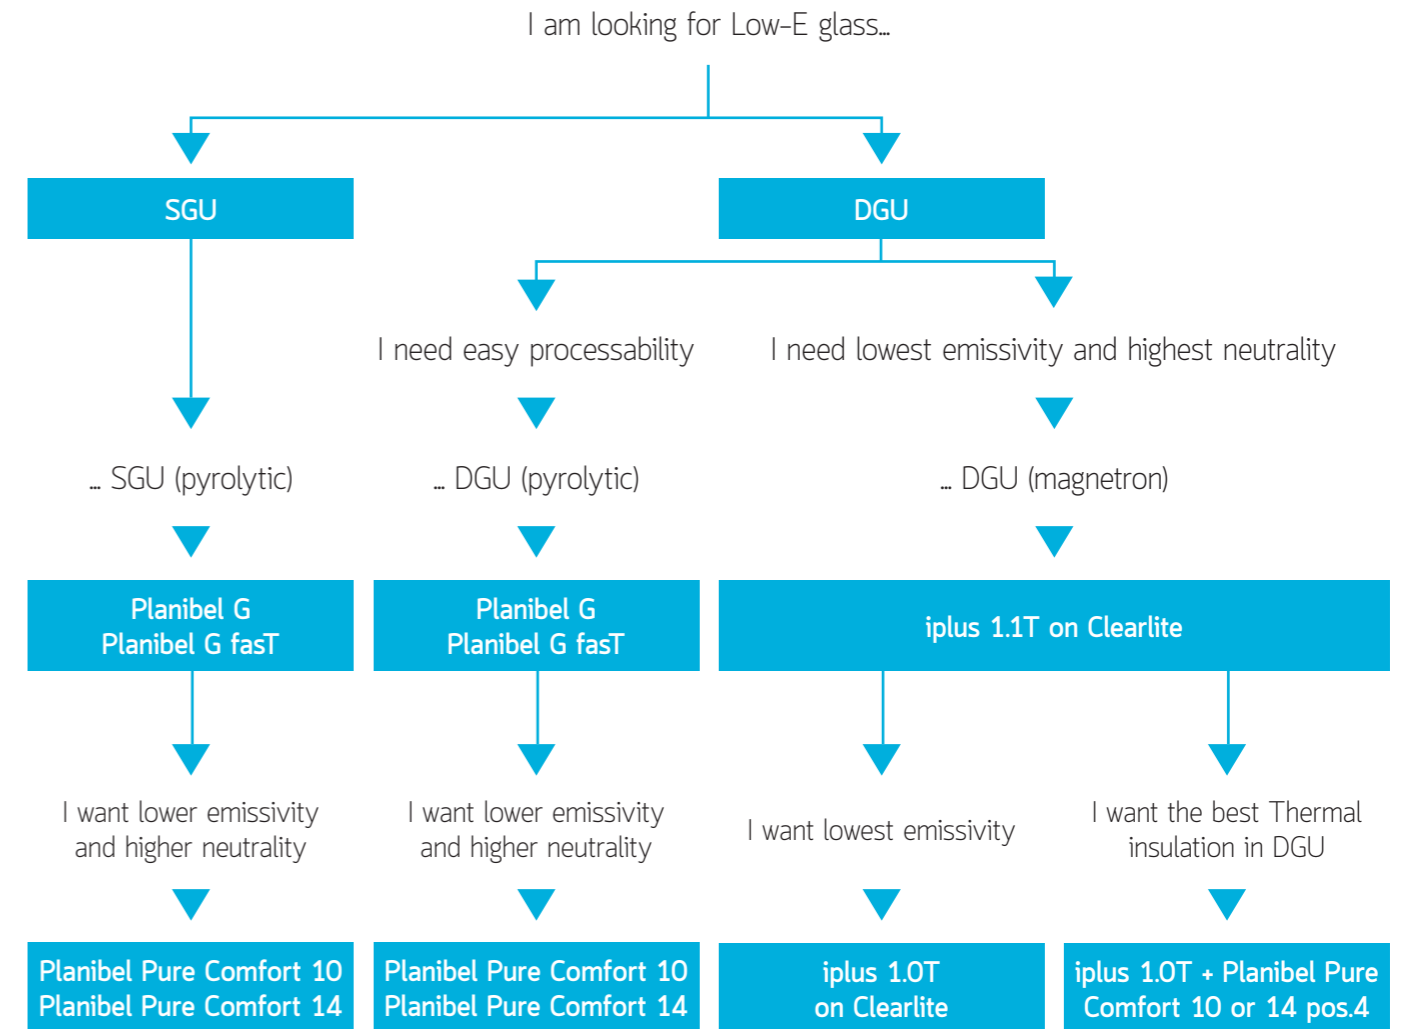 I am looking for Low-E glass...
SGU
DGU
I need easy processability
I need lowest emissivity and highest neutrality
... SGU (pyrolytic)
... DGU (pyrolytic)
... DGU (magnetron)
Planibel G
Planibel G fasT
Planibel G
Planibel G fasT
iplus 1.1T on Clearlite
I want lower emissivity
and higher neutrality
I want lower emissivity
and higher neutrality
I want lowest emissivity
I want the best Thermal
insulation in DGU
Planibel Pure Comfort 10
Planibel Pure Comfort 14
Planibel Pure Comfort 10
Planibel Pure Comfort 14
iplus 1.0T
on Clearlite
iplus 1.0T + Planibel Pure
Comfort 10 or 14 pos.4